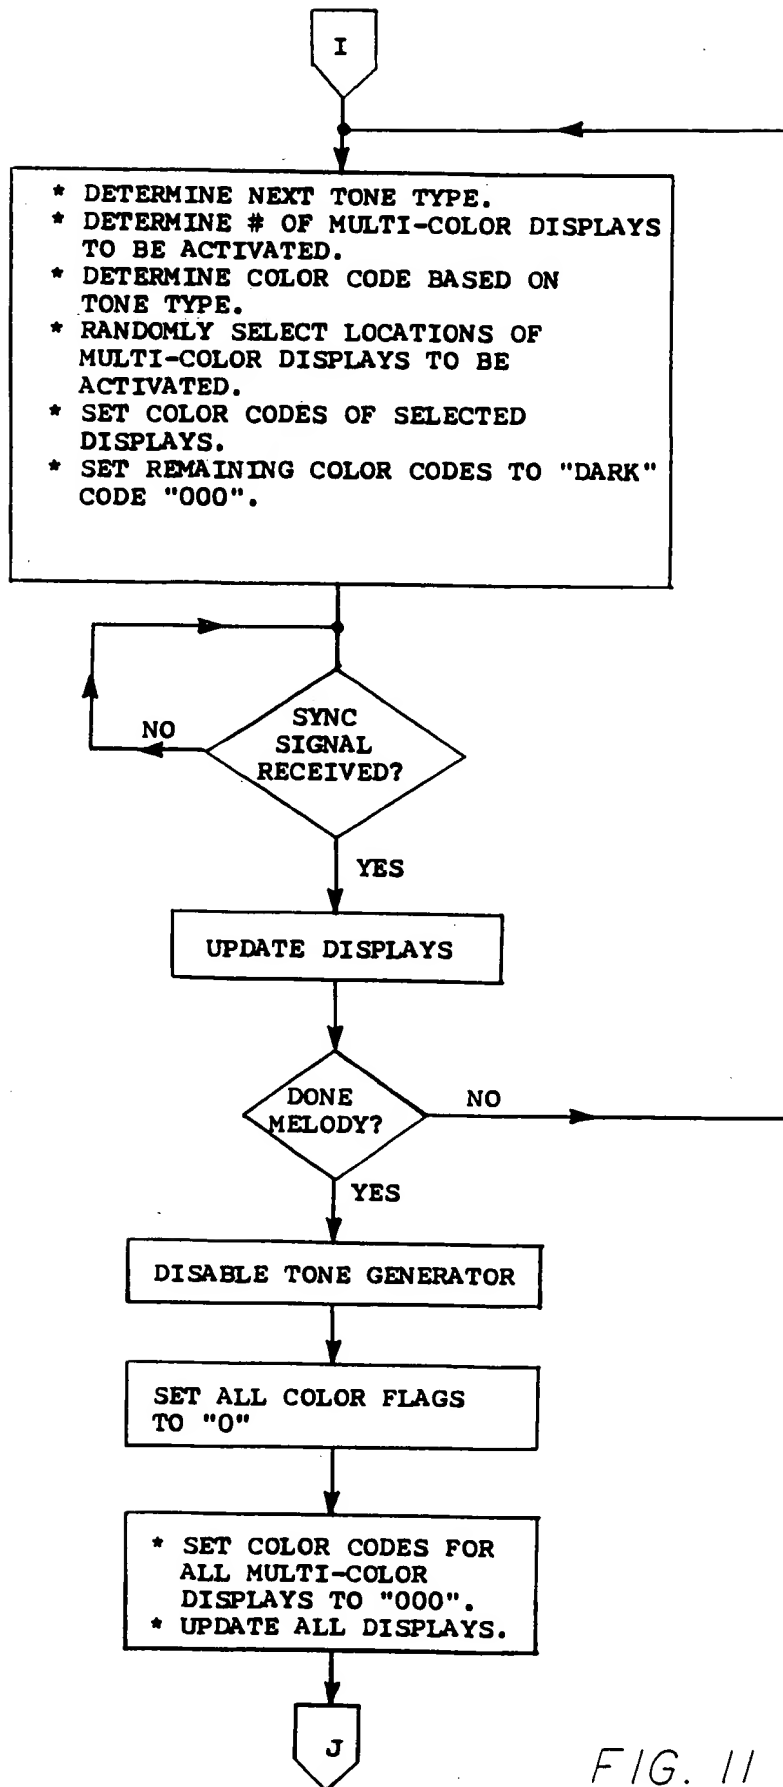 I
* DETERMINE NEXT TONE TYPE.
* DETERMINE # OF MULTI-COLOR DISPLAYS
TO BE ACTIVATED.
* DETERMINE COLOR CODE BASED ON
TONE TYPE.
* RANDOMLY SELECT LOCATIONS OF
MULTI-COLOR DISPLAYS TO BE
ACTIVATED.
* SET COLOR CODES OF SELECTED
DISPLAYS.
* SET REMAINING COLOR CODES TO "DARK"
CODE "000".
SYNC
SIGNAL
RECEIVED?
NO
YES
UPDATE DISPLAYS
DONE
MELODY?
NO
YES
DISABLE TONE GENERATOR
SET ALL COLOR FLAGS
TO "0"
* SET COLOR CODES FOR
ALL MULTI-COLOR
DISPLAYS TO "000".
* UPDATE ALL DISPLAYS.
J
FIG. 11